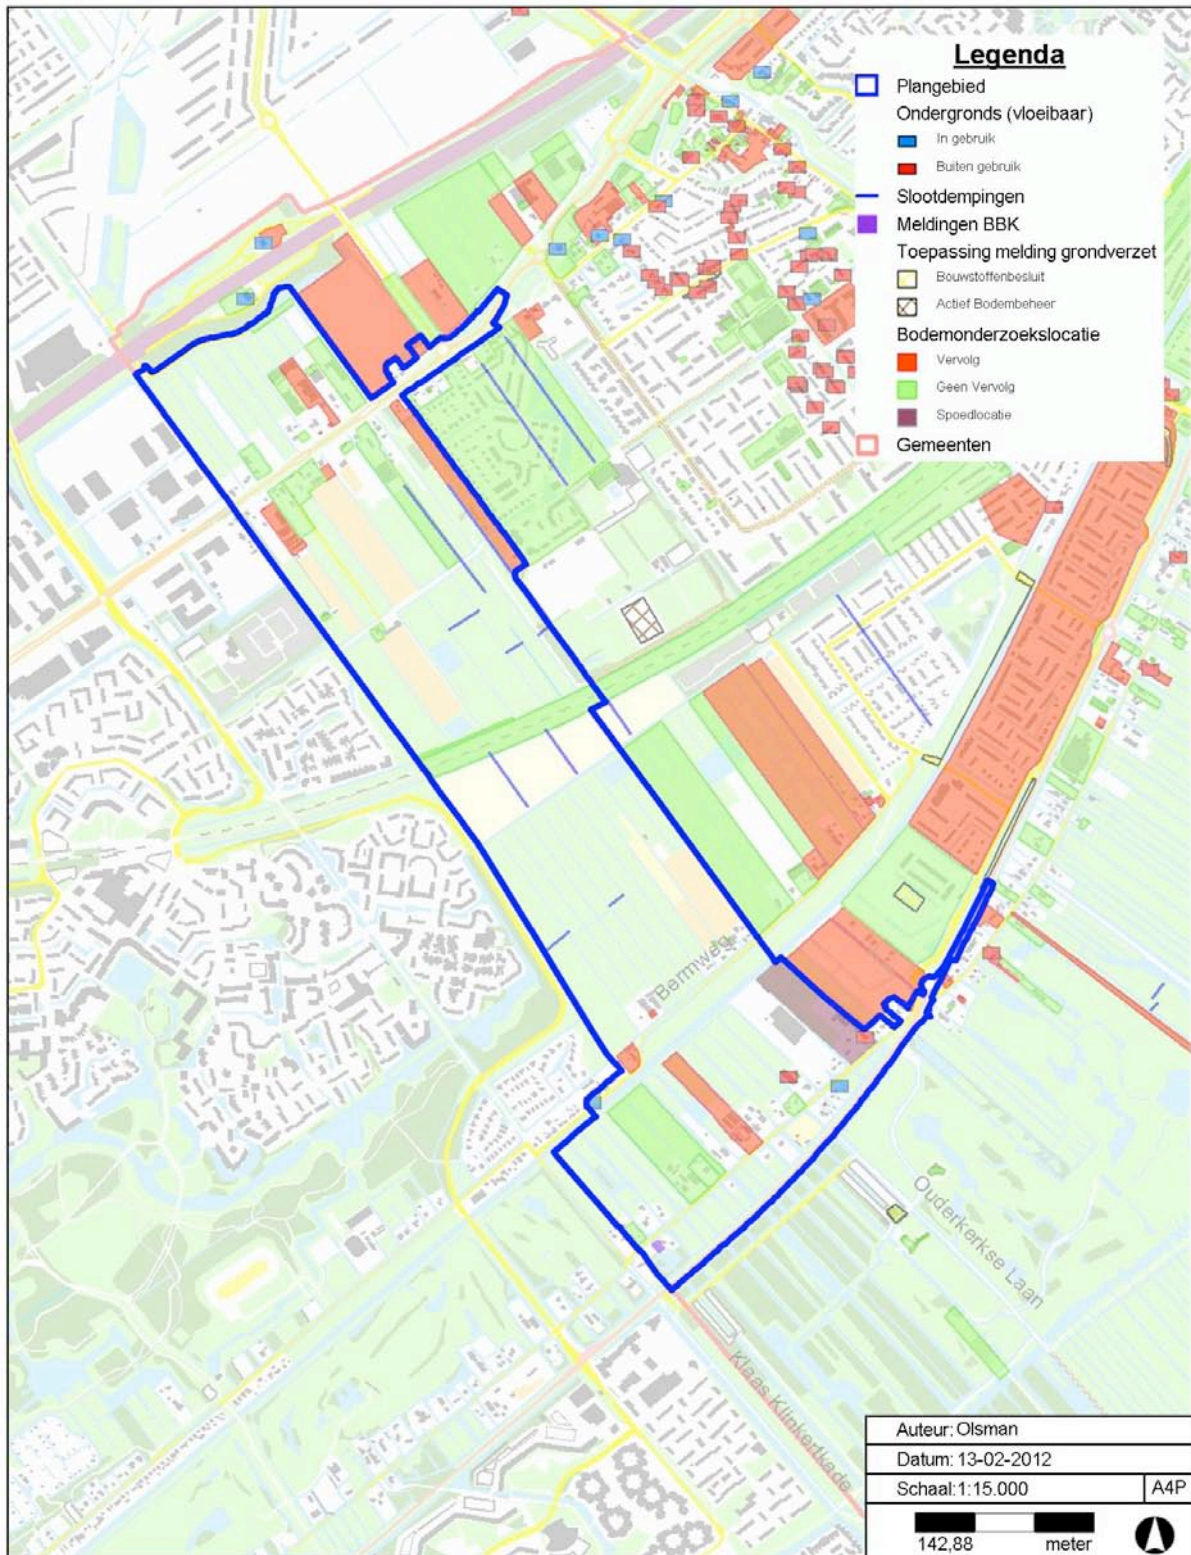 Legenda
Plangebied
Ondergronds (vloeibaar)
In gebruik
Buiten gebruik
Slootdempingen
Meldingen BBK
Toepassing melding grondverzet
Bouwstoffenbesluit
Actief Bodembeheer
Bodemonderzoekslocatie
Vervolg
Geen Vervolg
Spoedlocatie
Gemeenten
Bermweg
Ouderkerkse Laan
Klaas Klinkerkade
Auteur: Olsman
Datum: 13-02-2012
Schaal:1:15.000 A4P
142,88 meter